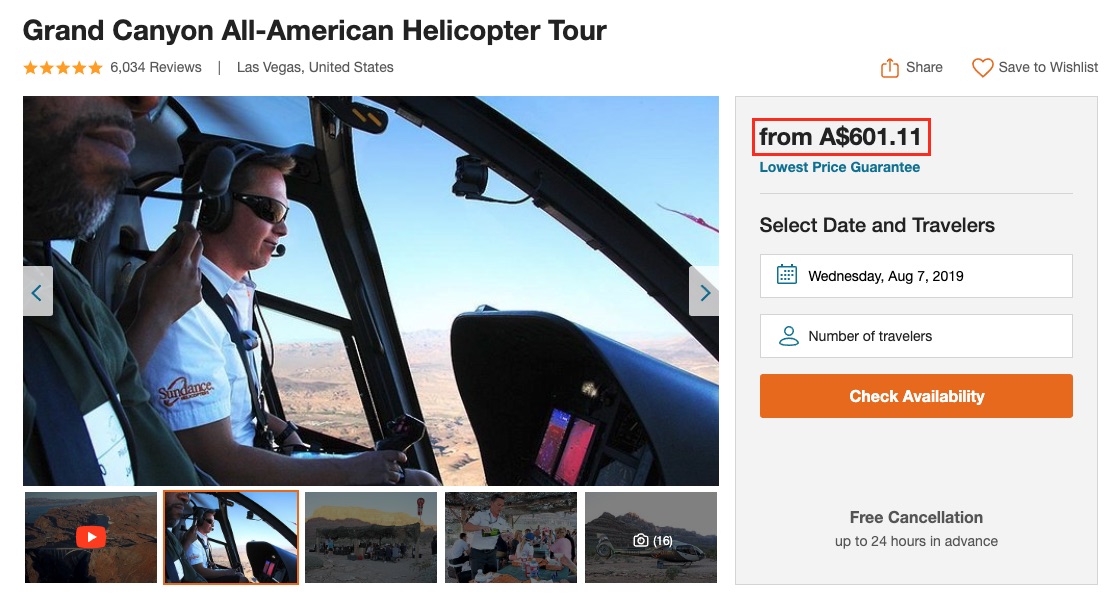 Grand Canyon All-American Helicopter Tour
6,034 Reviews | Las Vegas, United States
Share
Save to Wishlist
from A$601.11
Lowest Price Guarantee
Select Date and Travelers
Wednesday, Aug 7, 2019
Number of travelers
Check Availability
Free Cancellation
up to 24 hours in advance
Sundance
HELICOPTERS
(16)